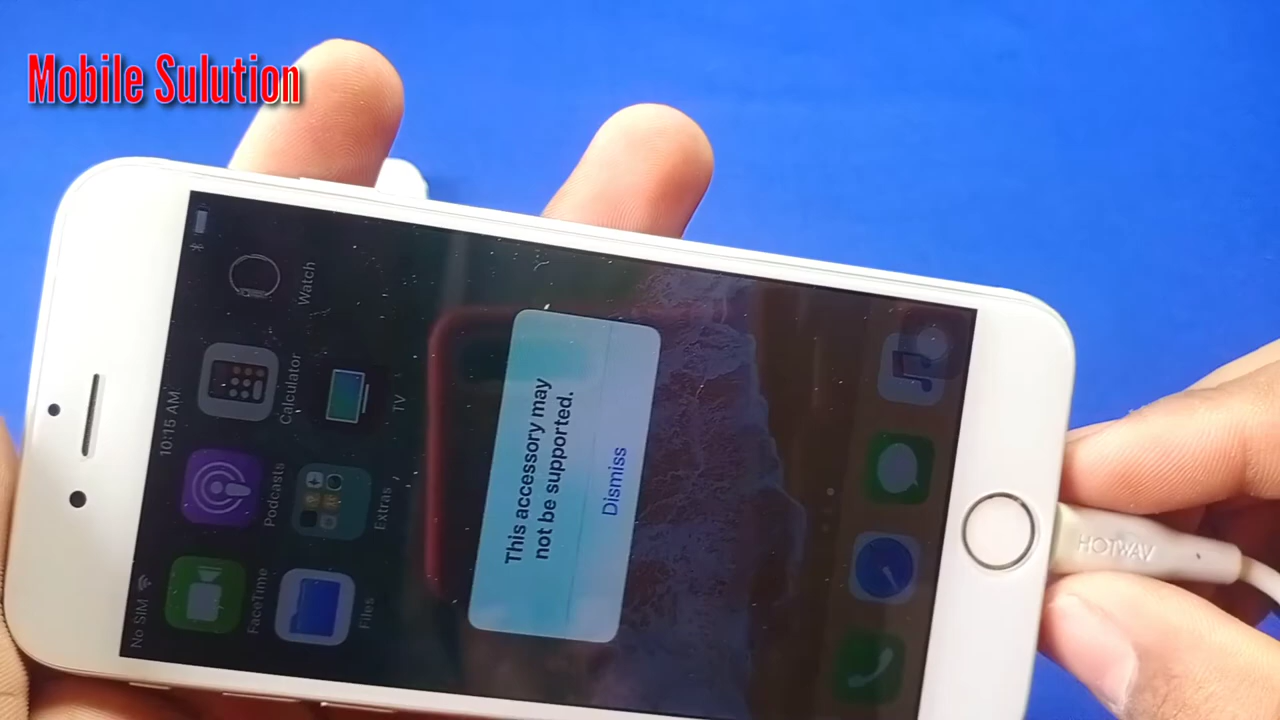 Mobile Sulution
No SIM 10:15 AM
FaceTime
Podcasts
Calculator
Watch
Files
Extras
TV
This accessory may
not be supported.
Dismiss
HOTWAV